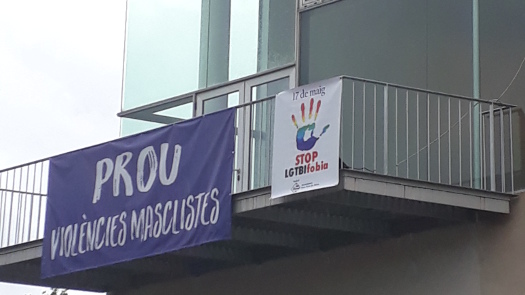 PROU
VIOLÈNCIES MASCLISTES
17 de maig
STOP
LGTBIfobia